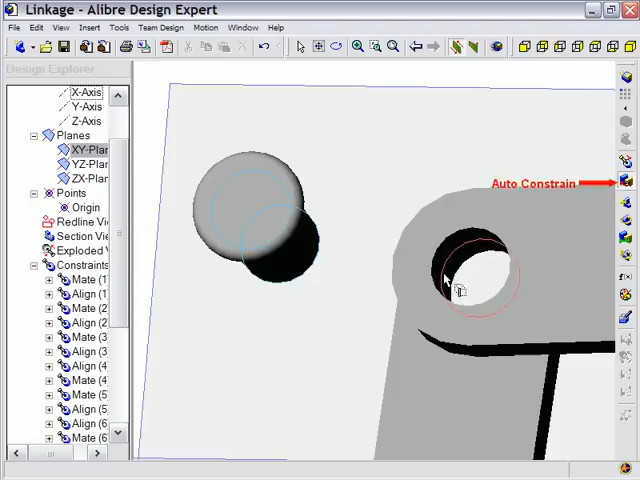 Linkage - Alibre Design Expert
File Edit View Insert Tools Team Design Motion Window Help
Design Explorer
X-Axis
Y-Axis
Z-Axis
Planes
XY-Plan
YZ-Plan
ZX-Plan
Points
Origin
Redline Vi
Section Vie
Exploded V
Constraints
Mate (1)
Align (1)
Mate (2)
Align (2)
Mate (3)
Align (3)
Align (4)
Mate (4)
Align (5)
Mate (5)
Align (6)
Mate (6)
Auto Constrain
f(x)